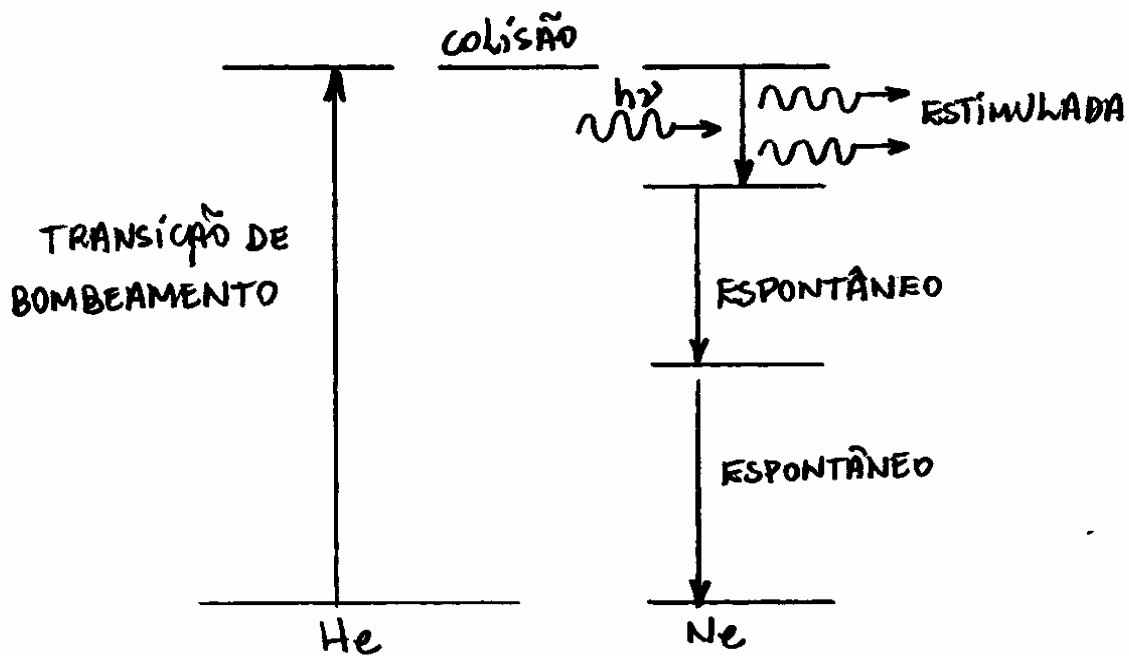 COLISÃO
hν
ESTIMULADA
TRANSIÇÃO DE
BOMBEAMENTO
ESPONTÂNEO
ESPONTÂNEO
He
Ne